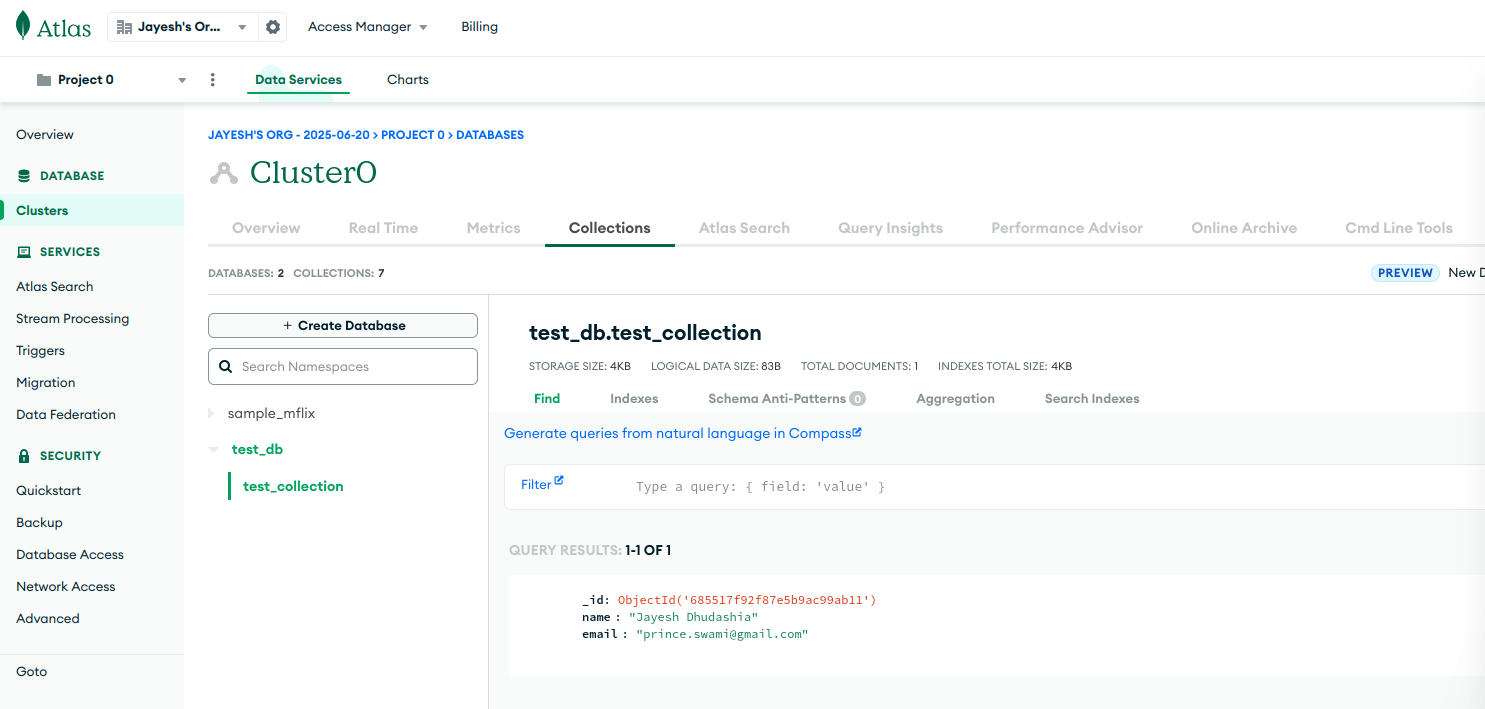 Atlas Jayesh's Or... Access Manager Billing
Project 0 Data Services Charts
Overview
DATABASE
Clusters
SERVICES
Atlas Search
Stream Processing
Triggers
Migration
Data Federation
SECURITY
Quickstart
Backup
Database Access
Network Access
Advanced
Goto
JAYESH'S ORG - 2025-06-20 > PROJECT 0 > DATABASES
Cluster0
Overview Real Time Metrics Collections Atlas Search Query Insights Performance Advisor Online Archive Cmd Line Tools
DATABASES: 2 COLLECTIONS: 7 PREVIEW New D
+ Create Database
Search Namespaces
sample_mflix
test_db
test_collection
test_db.test_collection
STORAGE SIZE: 4KB LOGICAL DATA SIZE: 83B TOTAL DOCUMENTS: 1 INDEXES TOTAL SIZE: 4KB
Find Indexes Schema Anti-Patterns 0 Aggregation Search Indexes
Generate queries from natural language in Compass
Filter Type a query: { field: 'value' }
QUERY RESULTS: 1-1 OF 1
_id: ObjectId('685517f92f87e5b9ac99ab11')
name : "Jayesh Dhudashia"
email : "prince.swami@gmail.com"